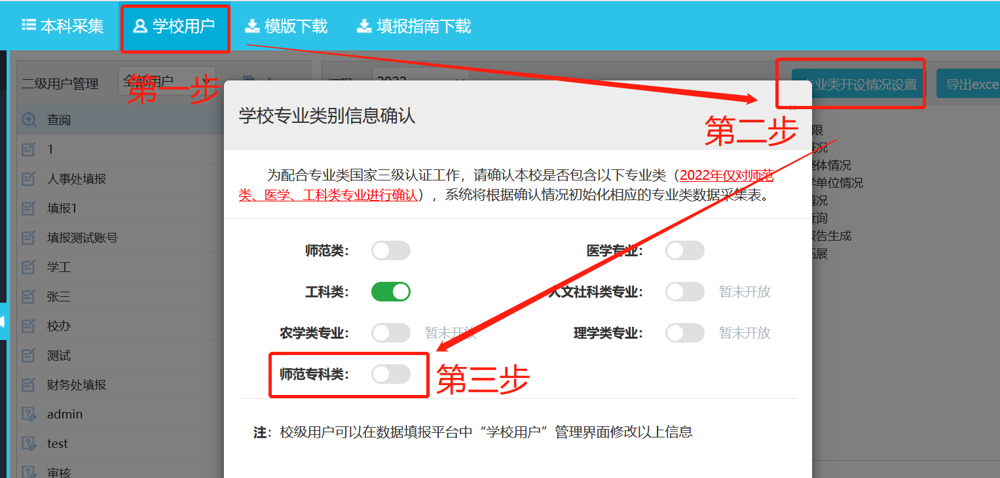 本科采集 学校用户 模版下载 填报指南下载
二级用户管理 全部用户 2022 专业类开设情况设置 导出exce
第一步
学校专业类别信息确认
第二步
查阅
1
人事处填报
填报1
填报测试账号
学工
张三
校办
测试
财务处填报
admin
test
审核
为配合专业类国家三级认证工作，请确认本校是否包含以下专业类（2022年仅对师范
类、医学、工科类专业进行确认），系统将根据确认情况初始化相应的专业类数据采集表。
师范类： 医学专业：
工科类： 人文社科类专业： 暂未开放
农学类专业： 暂未开放 理学类专业： 暂未开放
师范专科类：
第三步
注：校级用户可以在数据填报平台中“学校用户”管理界面修改以上信息
限
概况
整体情况
学单位情况
情况
查询
报告生成
拓展